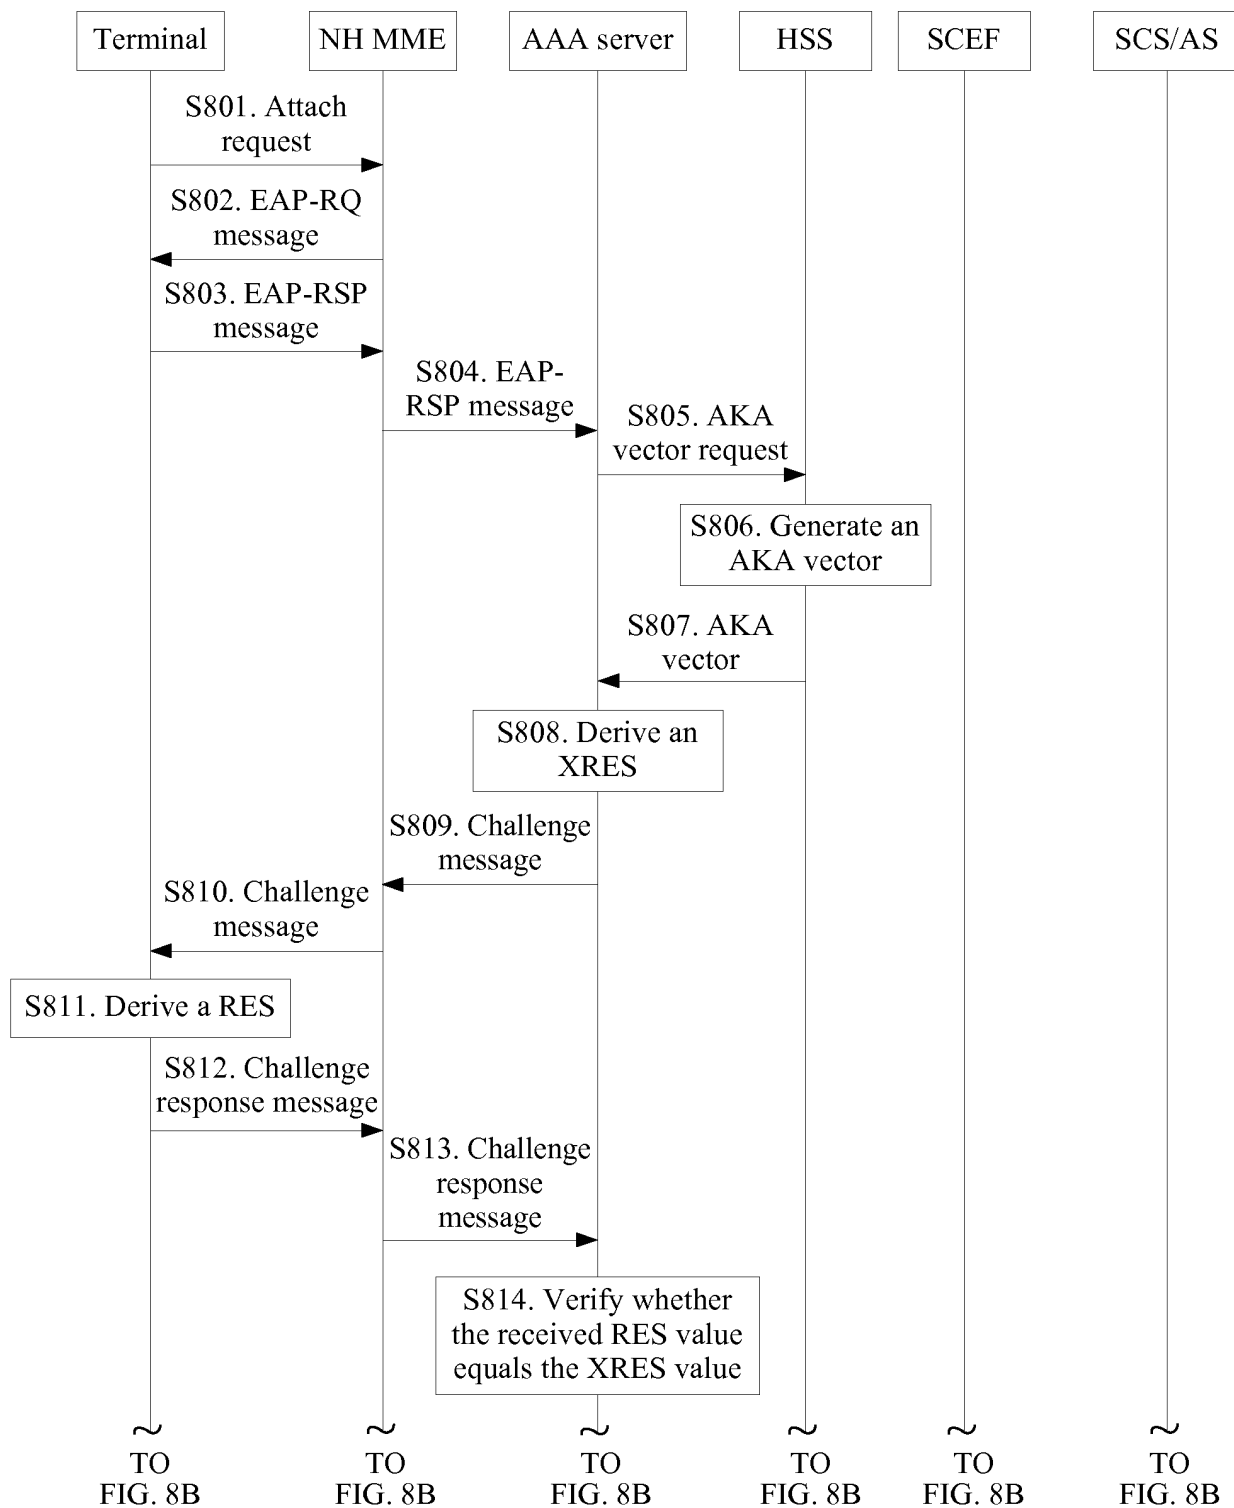 Terminal
NH MME
AAA server
HSS
SCEF
SCS/AS
S801. Attach
request
S802. EAP-RQ
message
S803. EAP-RSP
message
S804. EAP-
RSP message
S805. AKA
vector request
S806. Generate an
AKA vector
S807. AKA
vector
S808. Derive an
XRES
S809. Challenge
message
S810. Challenge
message
S811. Derive a RES
S812. Challenge
response message
S813. Challenge
response
message
S814. Verify whether
the received RES value
equals the XRES value
TO
FIG. 8B
TO
FIG. 8B
TO
FIG. 8B
TO
FIG. 8B
TO
FIG. 8B
TO
FIG. 8B